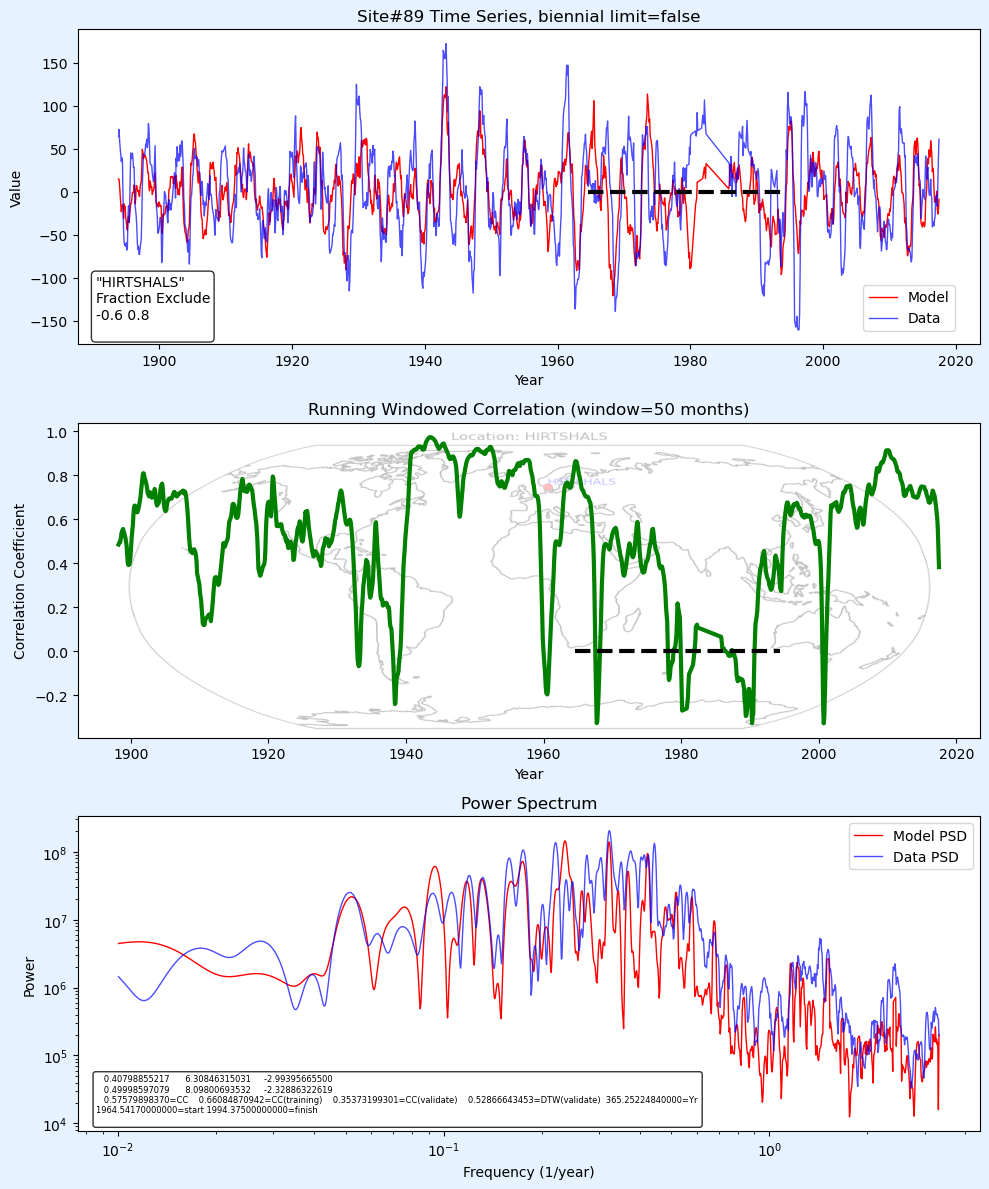 Site#89 Time Series, biennial limit=false
150
100
50
0
−50
−100
−150
Value
"HIRTSHALS"
Fraction Exclude
-0.6 0.8
Model
Data
1900
1920
1940
1960
1980
2000
2020
Year
Running Windowed Correlation (window=50 months)
Location: HIRTSHALS
HIRTSHALS
1.0
0.8
0.6
0.4
0.2
0.0
−0.2
Correlation Coefficient
1900
1920
1940
1960
1980
2000
2020
Year
Power Spectrum
Model PSD
Data PSD
10^8
10^7
10^6
10^5
10^4
Power
0.40798855217 6.30846315031 -2.99395665500
0.49998597079 8.09800693532 -2.32886322619
0.57579898370=CC 0.66084870942=CC(training) 0.35373199301=CC(validate) 0.52866643453=DTW(validate) 365.25224840000=Yr
1964.54170000000=start 1994.37500000000=finish
10^−2
10^−1
10^0
Frequency (1/year)